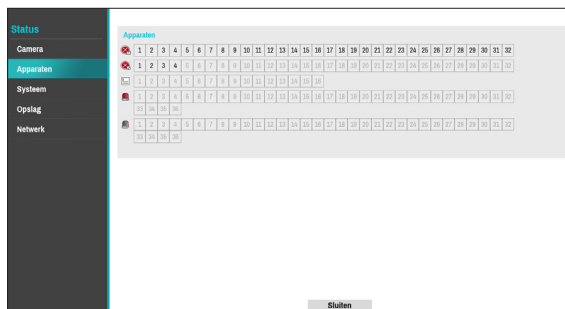 Status
Camera
Apparaten
Systeem
Opslag
Netwerk
Apparaten
1 2 3 4 5 6 7 8 9 10 11 12 13 14 15 16 17 18 19 20 21 22 23 24 25 26 27 28 29 30 31 32
1 2 3 4 5 6 7 8 9 10 11 12 13 14 15 16 17 18 19 20 21 22 23 24 25 26 27 28 29 30 31 32
1 2 3 4 5 6 7 8 9 10 11 12 13 14 15 16
1 2 3 4 5 6 7 8 9 10 11 12 13 14 15 16 17 18 19 20 21 22 23 24 25 26 27 28 29 30 31 32
33 34 35 36
1 2 3 4 5 6 7 8 9 10 11 12 13 14 15 16 17 18 19 20 21 22 23 24 25 26 27 28 29 30 31 32
33 34 35 36
Sluiten